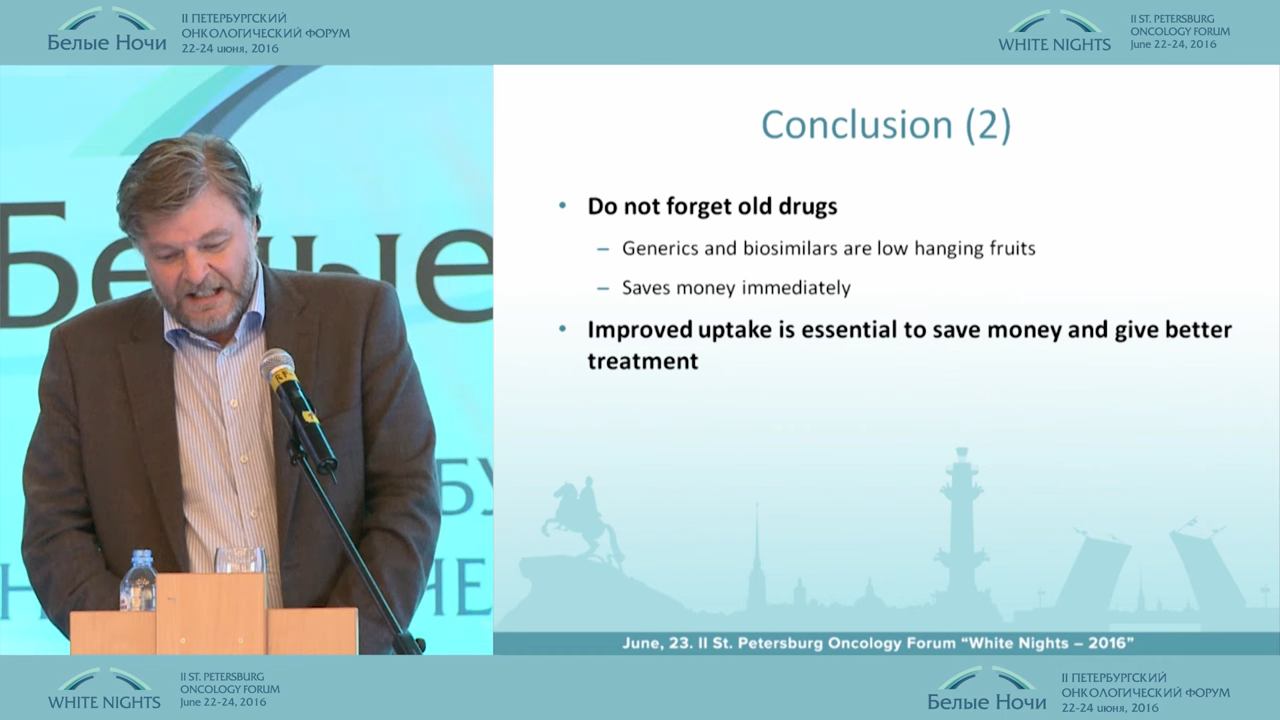 Белые Ночи
II ПЕТЕРБУРГСКИЙ
ОНКОЛОГИЧЕСКИЙ ФОРУМ
22-24 июня, 2016
WHITE NIGHTS
II ST. PETERSBURG
ONCOLOGY FORUM
June 22-24, 2016
Белые
БУ
Н
НЕ
Conclusion (2)
• Do not forget old drugs
– Generics and biosimilars are low hanging fruits
– Saves money immediately
• Improved uptake is essential to save money and give better
treatment
June, 23. II St. Petersburg Oncology Forum “White Nights – 2016”
WHITE NIGHTS
II ST. PETERSBURG
ONCOLOGY FORUM
June 22-24, 2016
Белые Ночи
II ПЕТЕРБУРГСКИЙ
ОНКОЛОГИЧЕСКИЙ ФОРУМ
22-24 июня, 2016